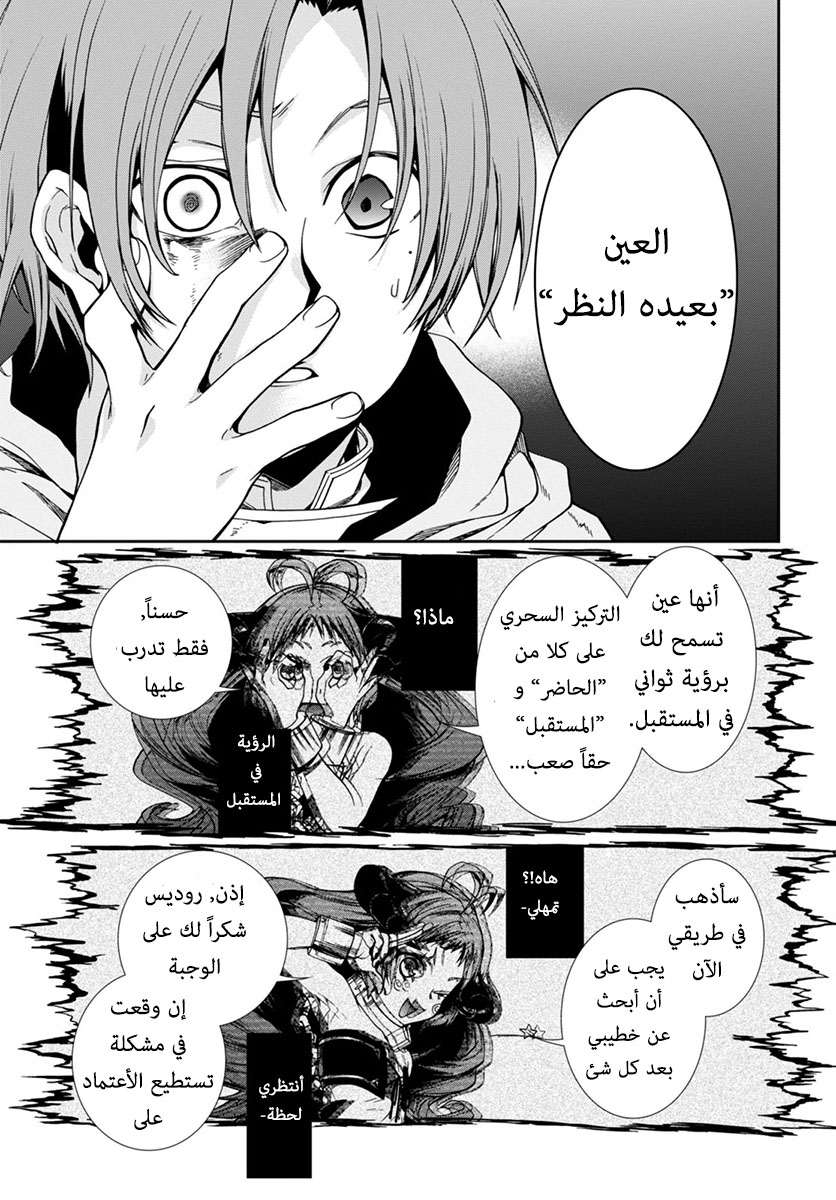 العين
”بعيده النظر“
أنها عين
تسمح لك
برؤية ثواني
في المستقبل.
التركيز السحري
على كلا من
”الحاضر“ و
”المستقبل“
حقاً صعب...
ماذا؟
الرؤية
في
المستقبل
حسناً,
فقط تدرب
عليها
سأذهب
في طريقي
الآن
يجب على
أن أبحث
عن خطيبي
بعد كل شئ
هاه!؟
تمهلي-
إذن, روديس
شكراً لك على
الوجبة
إن وقعت
في مشكلة
تستطيع الأعتماد
على
أنتظري
لحظة-